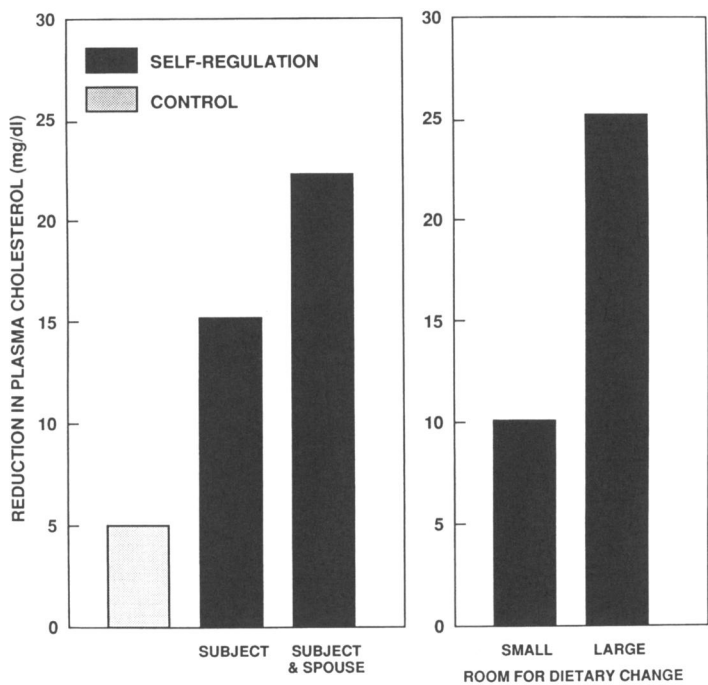 REDUCTION IN PLASMA CHOLESTEROL (mg/dl)
30
25
20
15
10
5
0
SELF-REGULATION
CONTROL
SUBJECT
SUBJECT
& SPOUSE
30
25
20
15
10
5
0
SMALL
LARGE
ROOM FOR DIETARY CHANGE